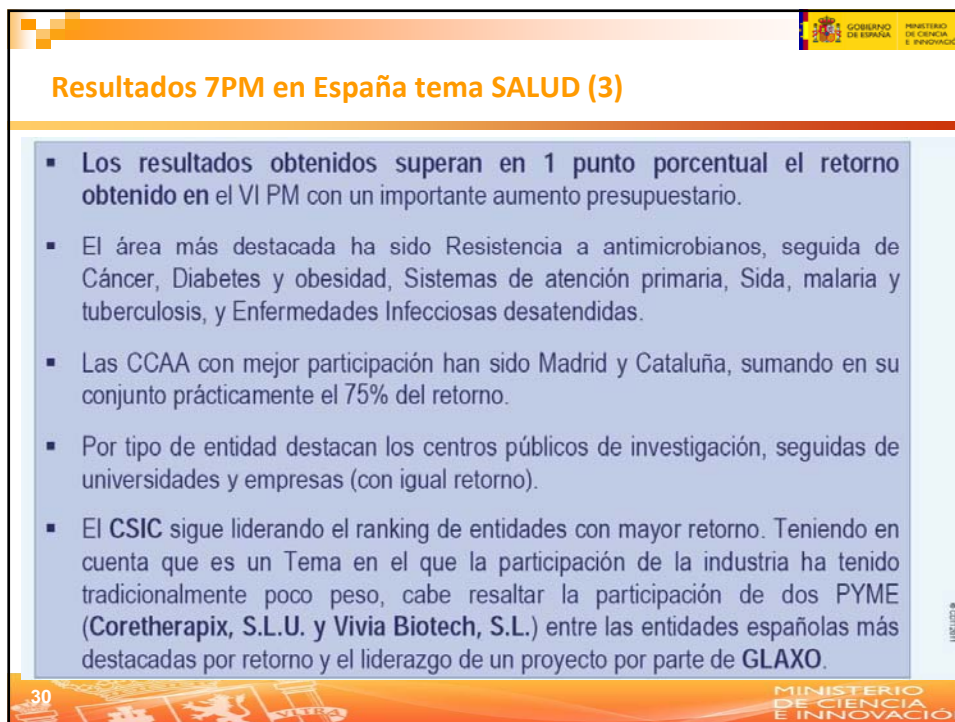 GOBIERNO
DE ESPAÑA
MINISTERIO
DE CIENCIA
E INNOVACIÓ
Resultados 7PM en España tema SALUD (3)
▪ Los resultados obtenidos superan en 1 punto porcentual el retorno
obtenido en el VI PM con un importante aumento presupuestario.
▪ El área más destacada ha sido Resistencia a antimicrobianos, seguida de
Cáncer, Diabetes y obesidad, Sistemas de atención primaria, Sida, malaria y
tuberculosis, y Enfermedades Infecciosas desatendidas.
▪ Las CCAA con mejor participación han sido Madrid y Cataluña, sumando en su
conjunto prácticamente el 75% del retorno.
▪ Por tipo de entidad destacan los centros públicos de investigación, seguidas de
universidades y empresas (con igual retorno).
▪ El CSIC sigue liderando el ranking de entidades con mayor retorno. Teniendo en
cuenta que es un Tema en el que la participación de la industria ha tenido
tradicionalmente poco peso, cabe resaltar la participación de dos PYME
(Coretherapix, S.L.U. y Vivia Biotech, S.L.) entre las entidades españolas más
destacadas por retorno y el liderazgo de un proyecto por parte de GLAXO.
30
VLTRA
MINISTERIO
DE CIENCIA
E INNOVACIÓ